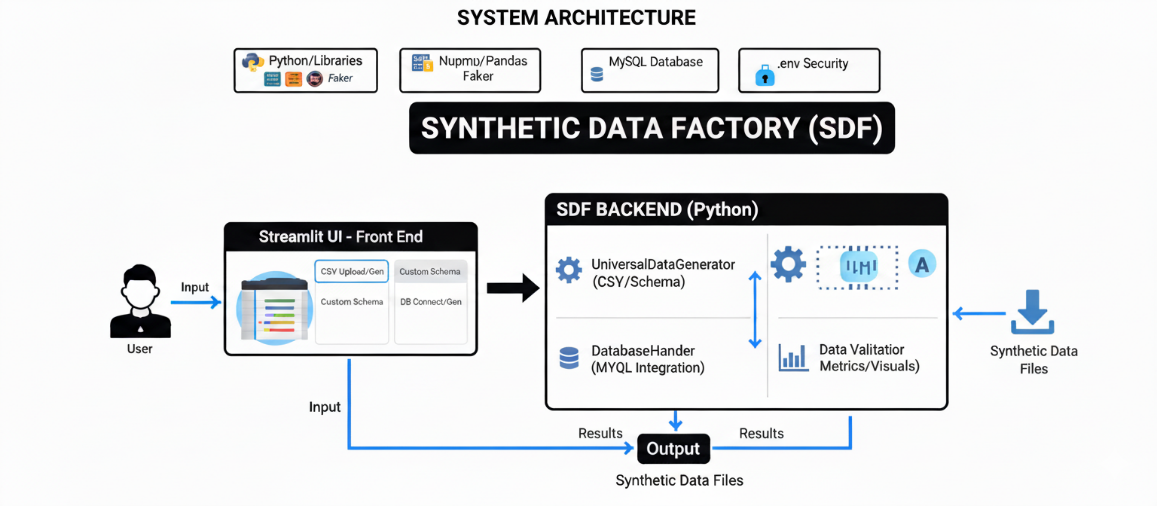 SYSTEM ARCHITECTURE
Python/Libraries
Faker
Nupmu/Pandas
Faker
MySQL Database
.env Security
SYNTHETIC DATA FACTORY (SDF)
SDF BACKEND (Python)
Streamlit UI - Front End
CSV Upload/Gen
Custom Schema
Custom Schema
DB Connect/Gen
Input
User
UniversalDataGenerator
(CSY/Schema)
A
DatabaseHander
(MYQL Integration)
Data Valitatior
Metrics/Visuals)
Synthetic Data
Files
Input
Results
Output
Results
Synthetic Data Files